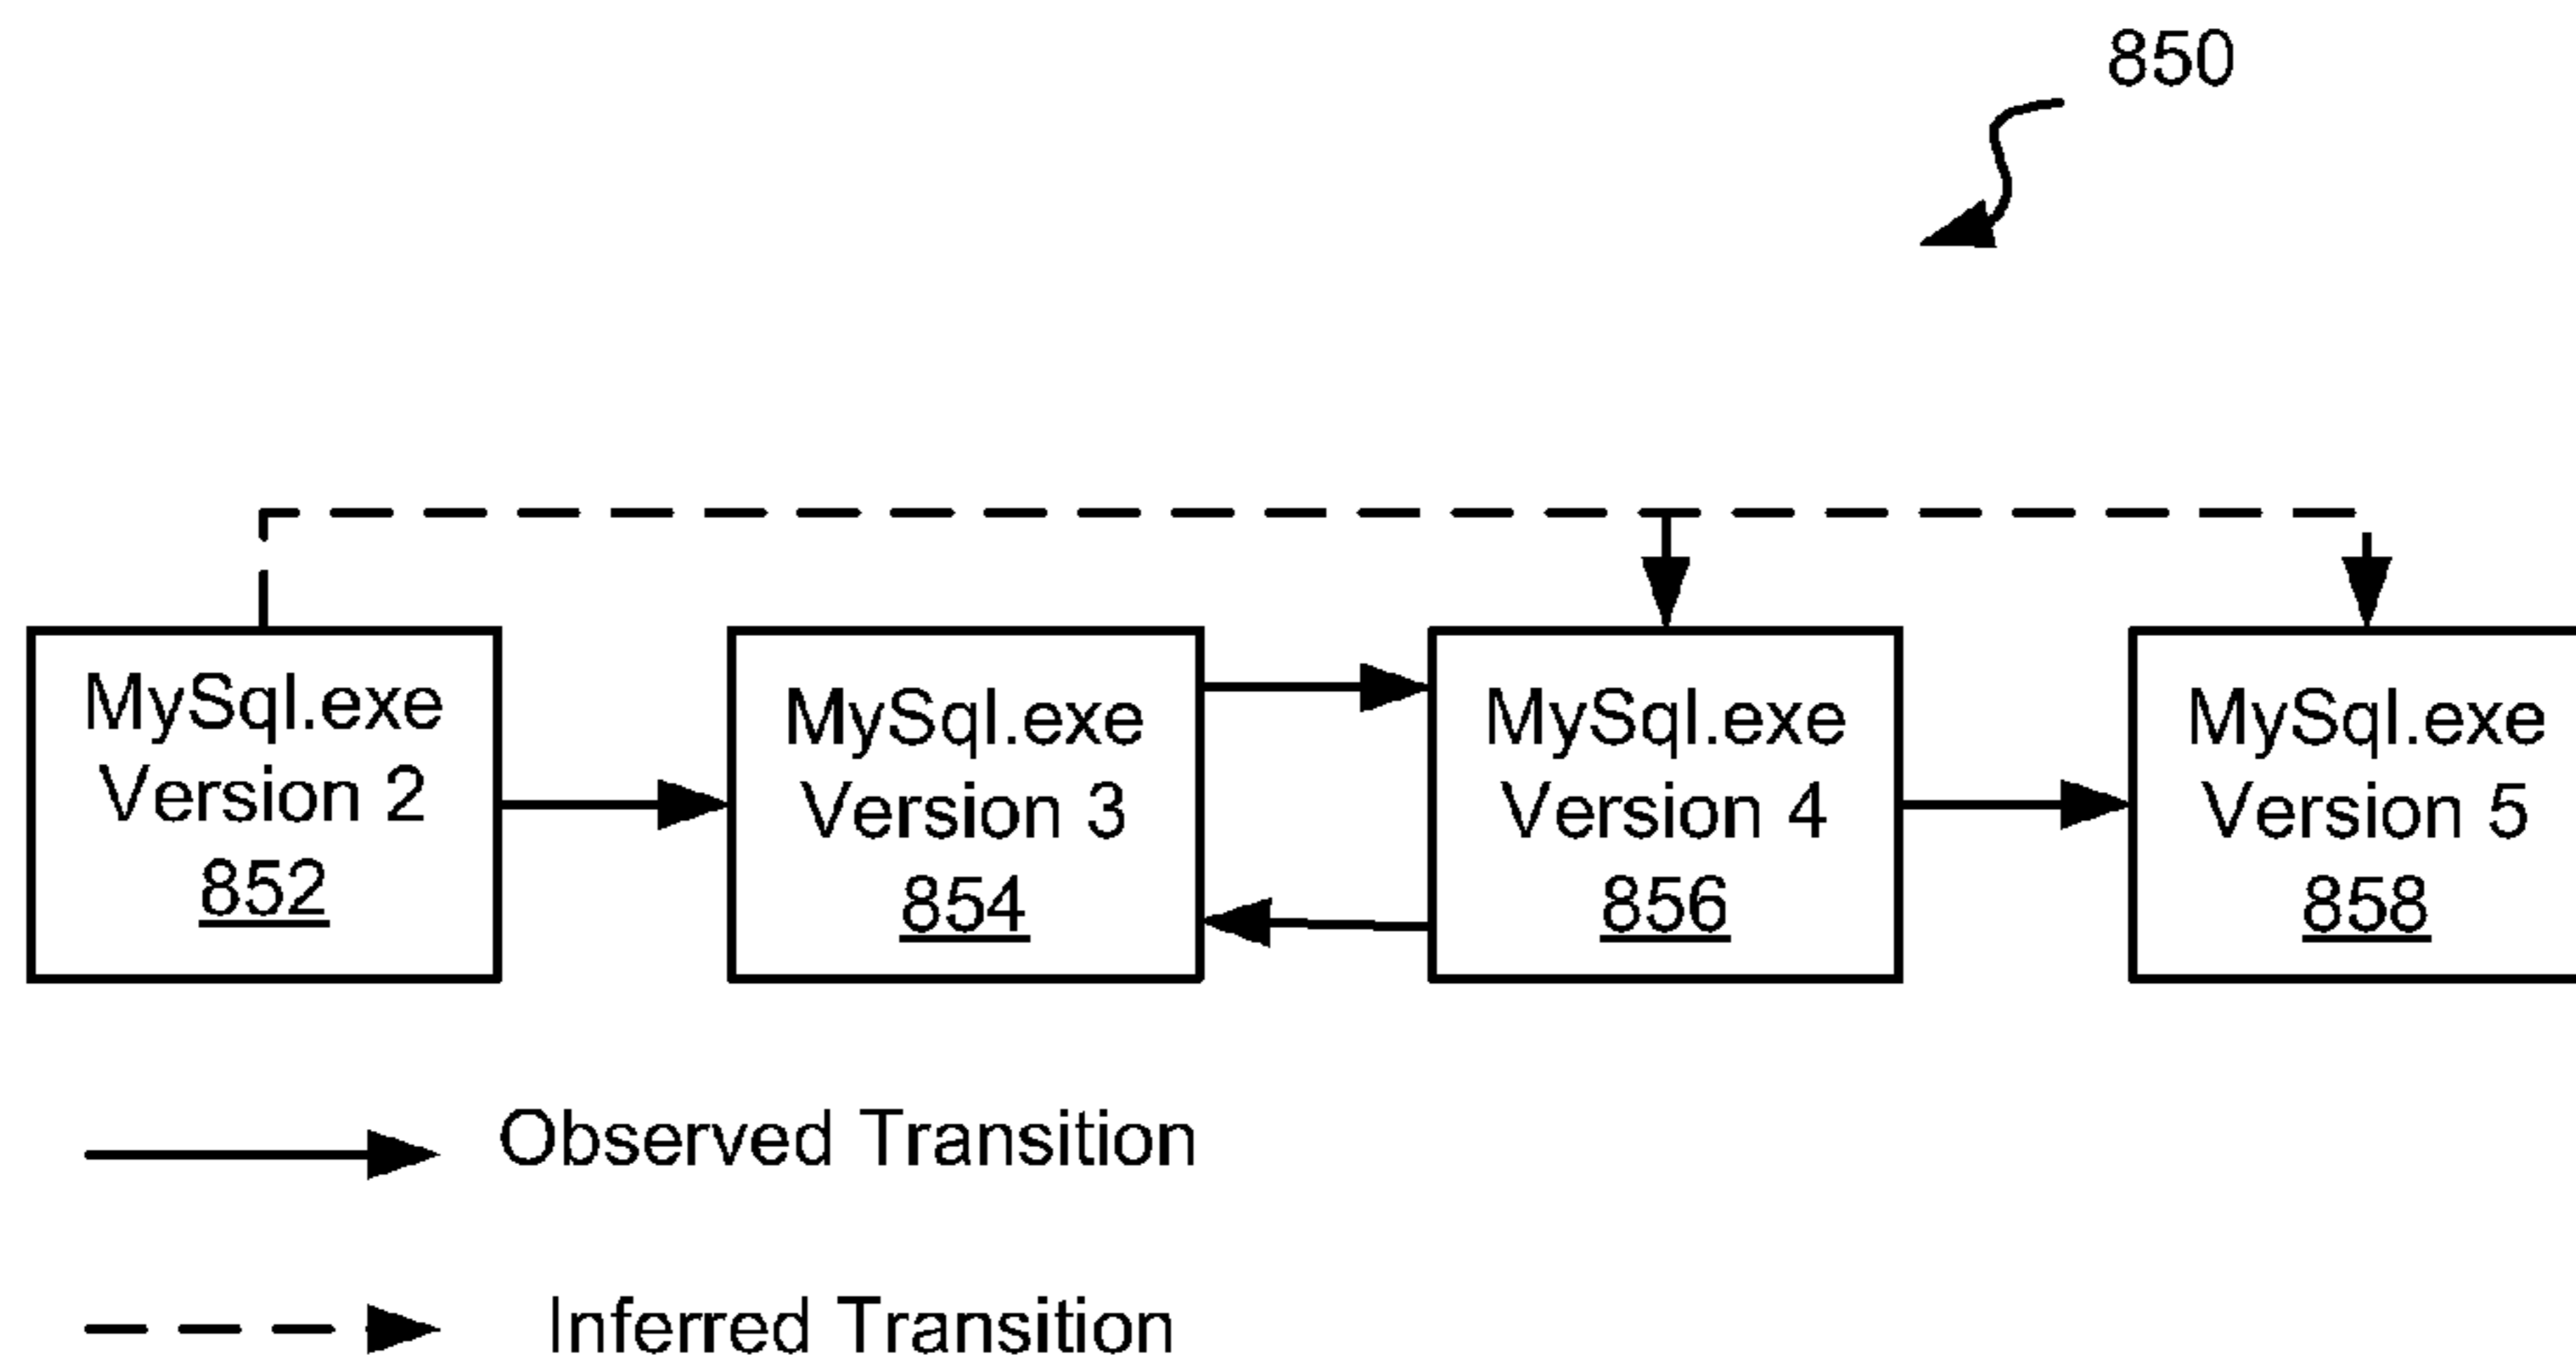 850
MySql.exe
Version 2
852
MySql.exe
Version 3
854
MySql.exe
Version 4
856
MySql.exe
Version 5
858
Observed Transition
Inferred Transition